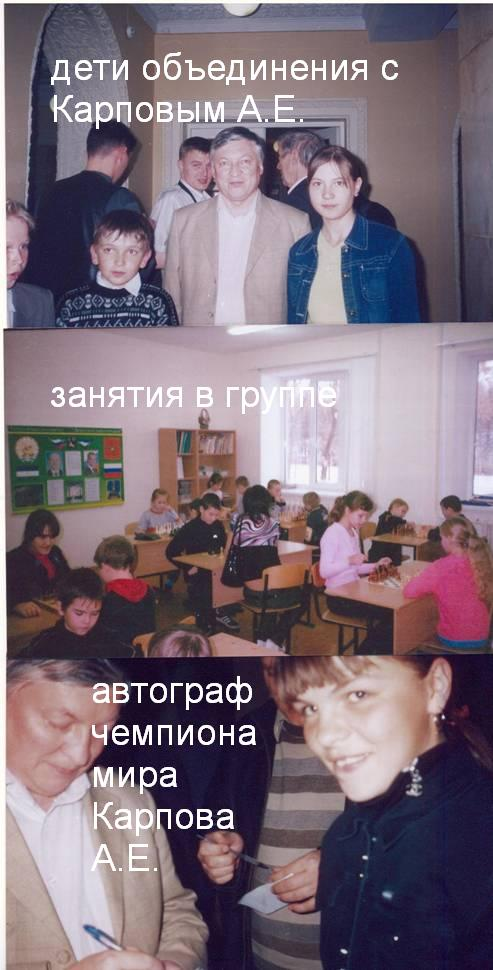 дети объединения с
Карповым А.Е.
занятия в группе
автограф
чемпиона
мира
Карпова
А.Е.